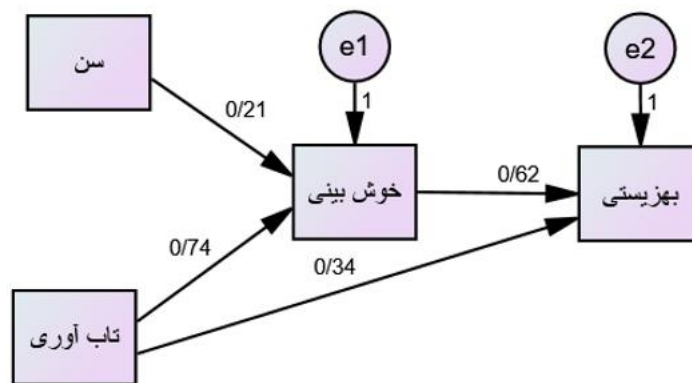 سن
e1
e2
0/21
1
1
خوش بینی
0/62
بهزیستی
0/74
0/34
تاب آوری